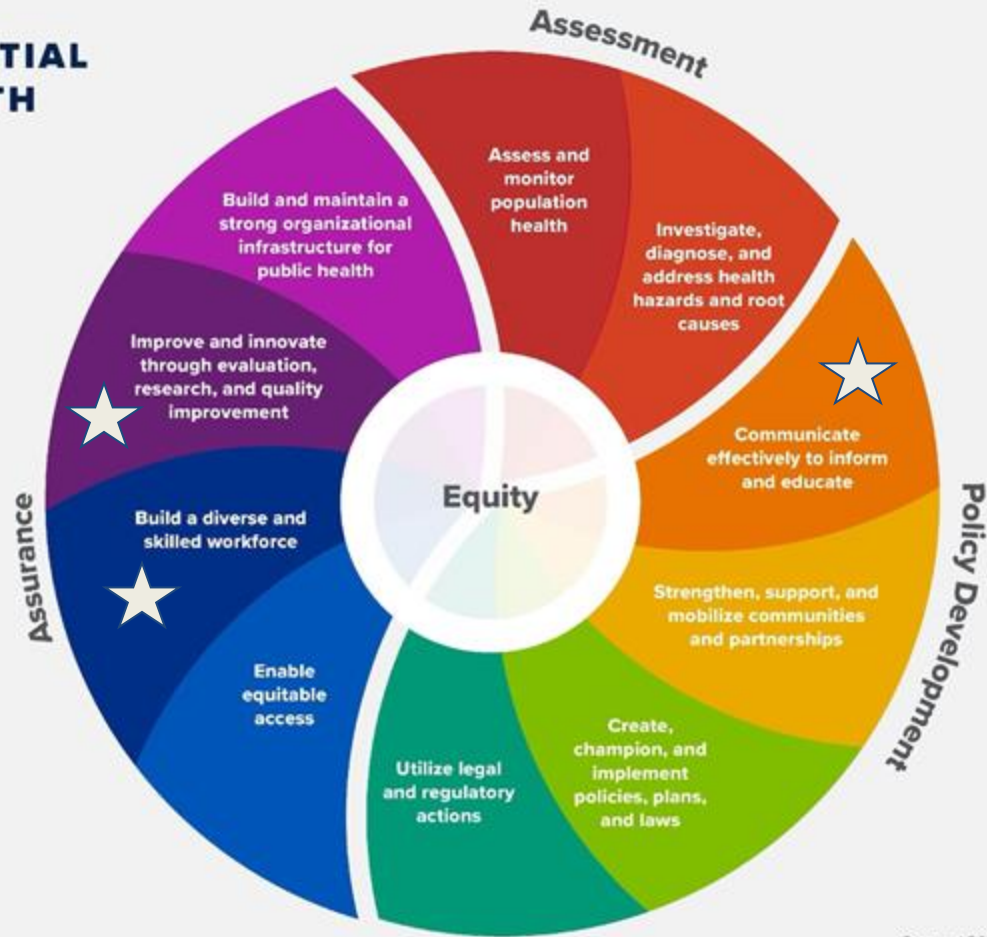 TIAL
TH
Assessment
Assess and
monitor
population
health
Investigate,
diagnose, and
address health
hazards and root
causes
Communicate
effectively to inform
and educate
Policy Development
Strengthen, support, and
mobilize communities
and partnerships
Create,
champion, and
implement
policies, plans,
and laws
Utilize legal
and regulatory
actions
Assurance
Enable
equitable
access
Build a diverse and
skilled workforce
Improve and innovate
through evaluation,
research, and quality
improvement
Build and maintain a
strong organizational
infrastructure for
public health
Equity